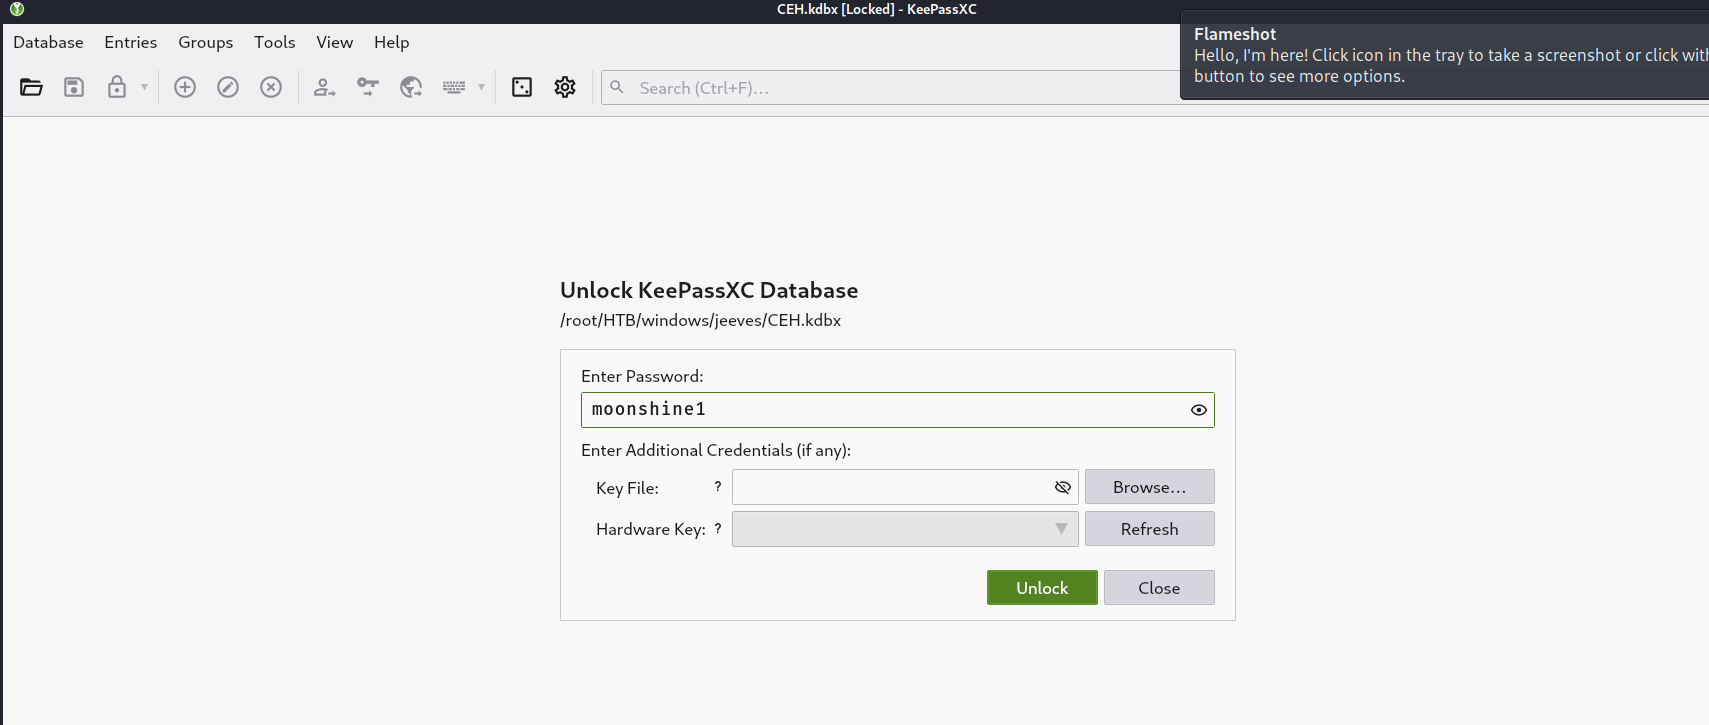 CEH.kdbx [Locked] - KeePassXC
Database Entries Groups Tools View Help
Flameshot
Hello, I'm here! Click icon in the tray to take a screenshot or click
button to see more options.
Search (Ctrl+F)...
Unlock KeePassXC Database
/root/HTB/windows/jeeves/CEH.kdbx
Enter Password:
moonshine1
Enter Additional Credentials (if any):
Key File: ? Browse...
Hardware Key: ? Refresh
Unlock Close